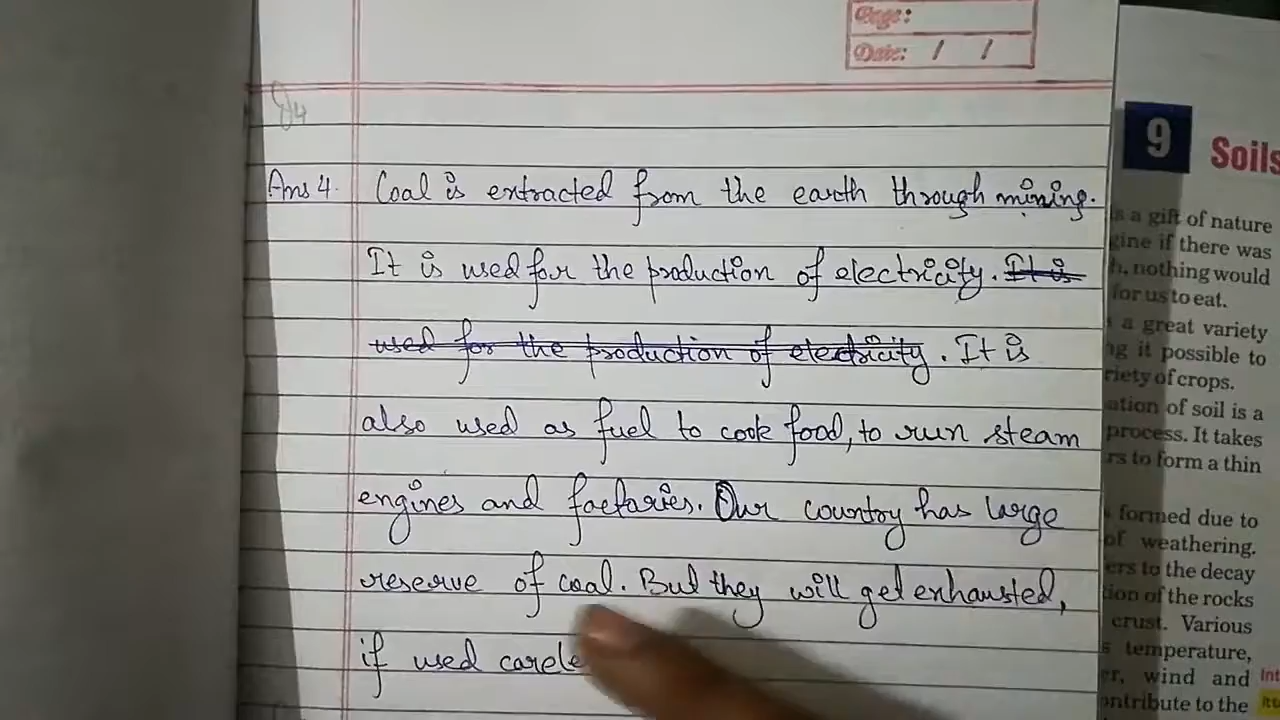 Page:
Date: / /
Ans 4. Coal is extracted from the earth through mining.
It is used for the production of electricity. It is
used for the production of electricity. It is
also used as fuel to cook food, to run steam
engines and factories. Our country has large
reserve of coal. But they will get exhausted,
if used
9 Soils
is a gift of nature
gine if there was
h, nothing would
for us to eat.
a great variety
ng it possible to
riety of crops.
ation of soil is a
process. It takes
rs to form a thin
formed due to
of weathering.
ers to the decay
tion of the rocks
crust. Various
s temperature,
er, wind and
ontribute to the